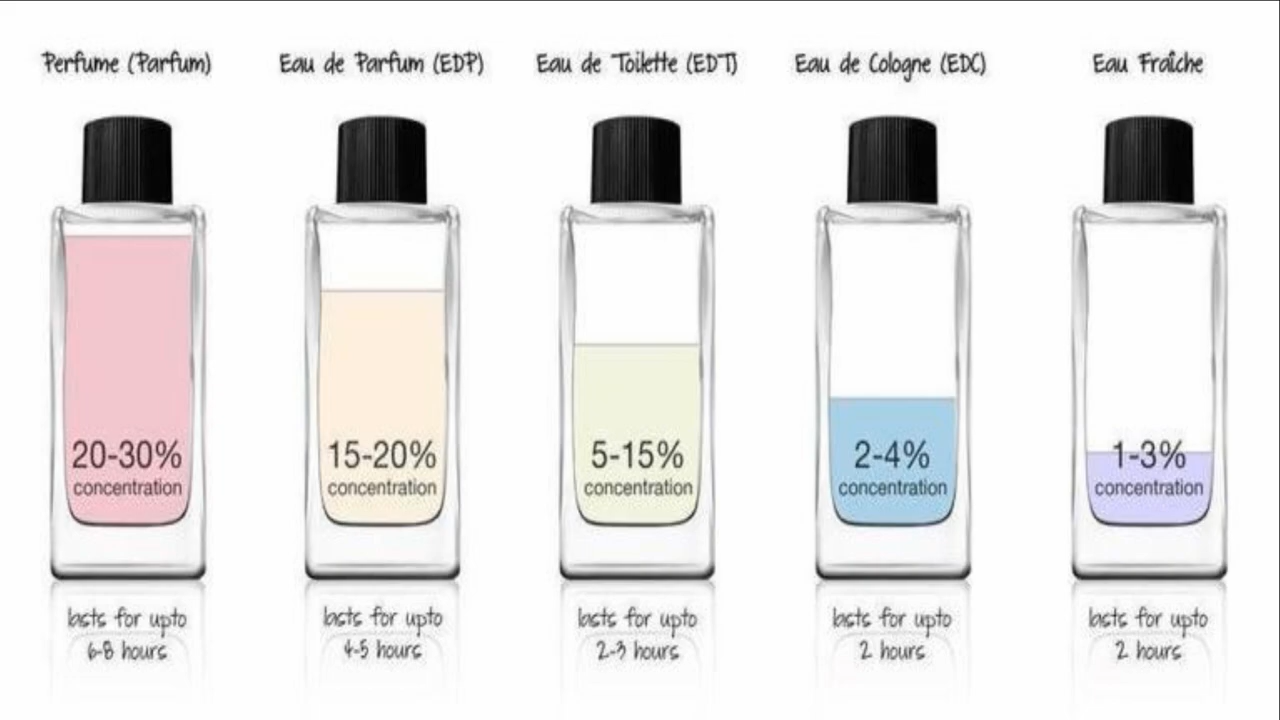 Perfume (Parfum)
Eau de Parfum (EDP)
Eau de Toilette (EDT)
Eau de Cologne (EDC)
Eau Fraîche
20-30%
concentration
15-20%
concentration
5-15%
concentration
2-4%
concentration
1-3%
concentration
lasts for upto
6-8 hours
lasts for upto
4-5 hours
lasts for upto
2-3 hours
lasts for upto
2 hours
lasts for upto
2 hours